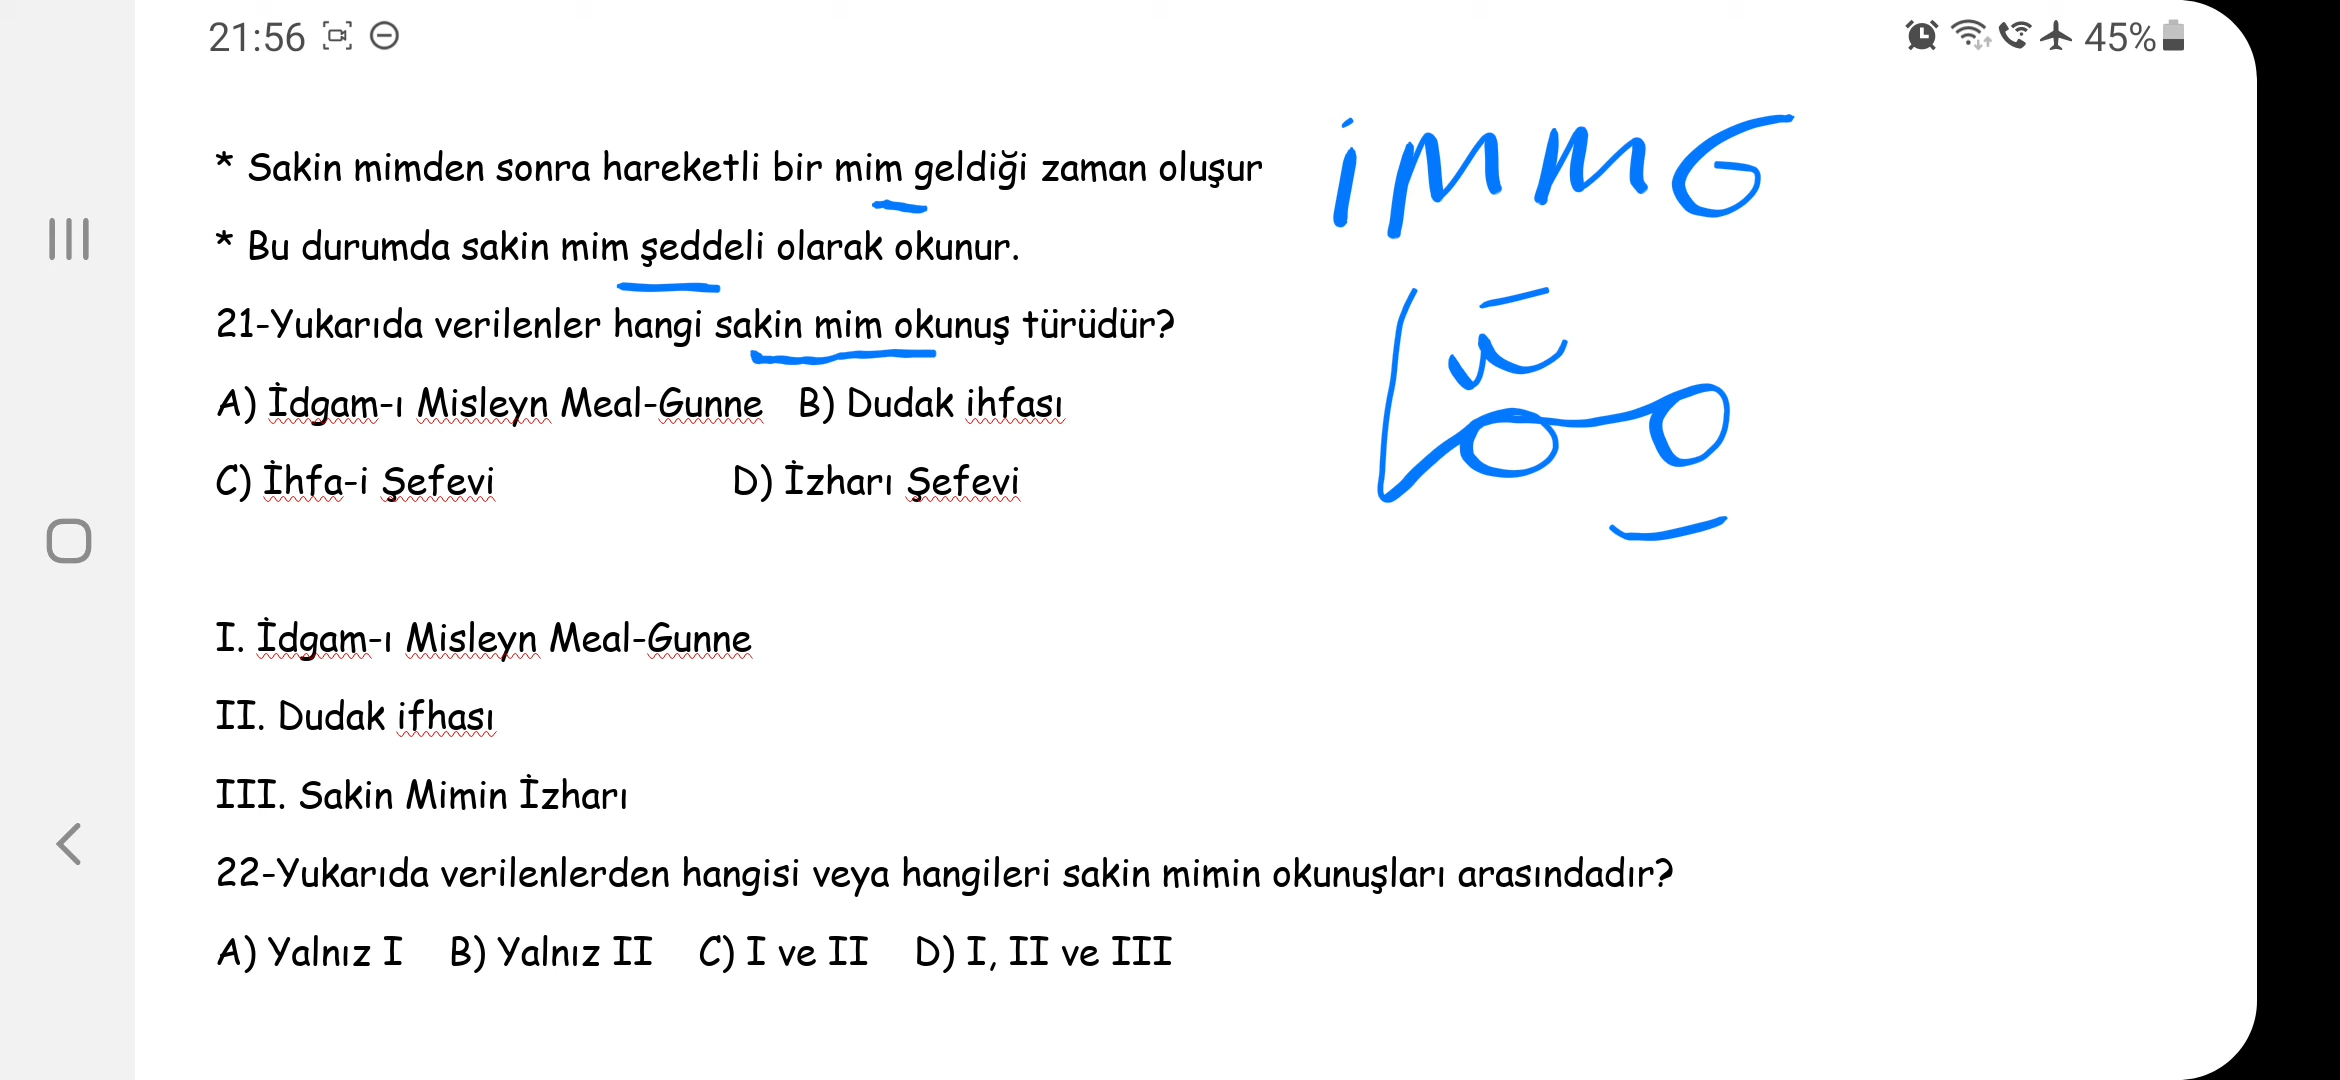 21:56 45%
* Sakin mimden sonra hareketli bir mim geldiği zaman oluşur
İMMG
* Bu durumda sakin mim şeddeli olarak okunur.
21-Yukarıda verilenler hangi sakin mim okunuş türüdür?
A) İdgam-ı Misleyn Meal-Gunne B) Dudak ihfası
C) İhfa-i Şefevi D) İzharı Şefevi
I. İdgam-ı Misleyn Meal-Gunne
II. Dudak ifhası
III. Sakin Mimin İzharı
22-Yukarıda verilenlerden hangisi veya hangileri sakin mimin okunuşları arasındadır?
A) Yalnız I B) Yalnız II C) I ve II D) I, II ve III